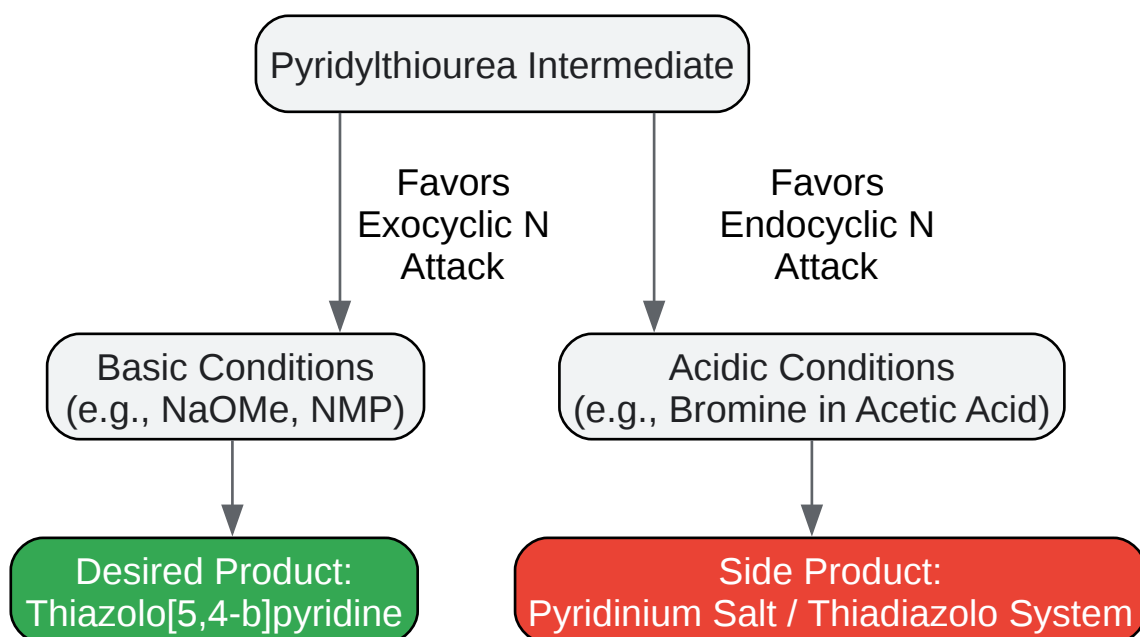 Pyridylthiourea Intermediate
Favors
Exocyclic N
Attack
Favors
Endocyclic N
Attack
Basic Conditions
(e.g., NaOMe, NMP)
Acidic Conditions
(e.g., Bromine in Acetic Acid)
Desired Product:
Thiazolo[5,4-b]pyridine
Side Product:
Pyridinium Salt / Thiadiazolo System